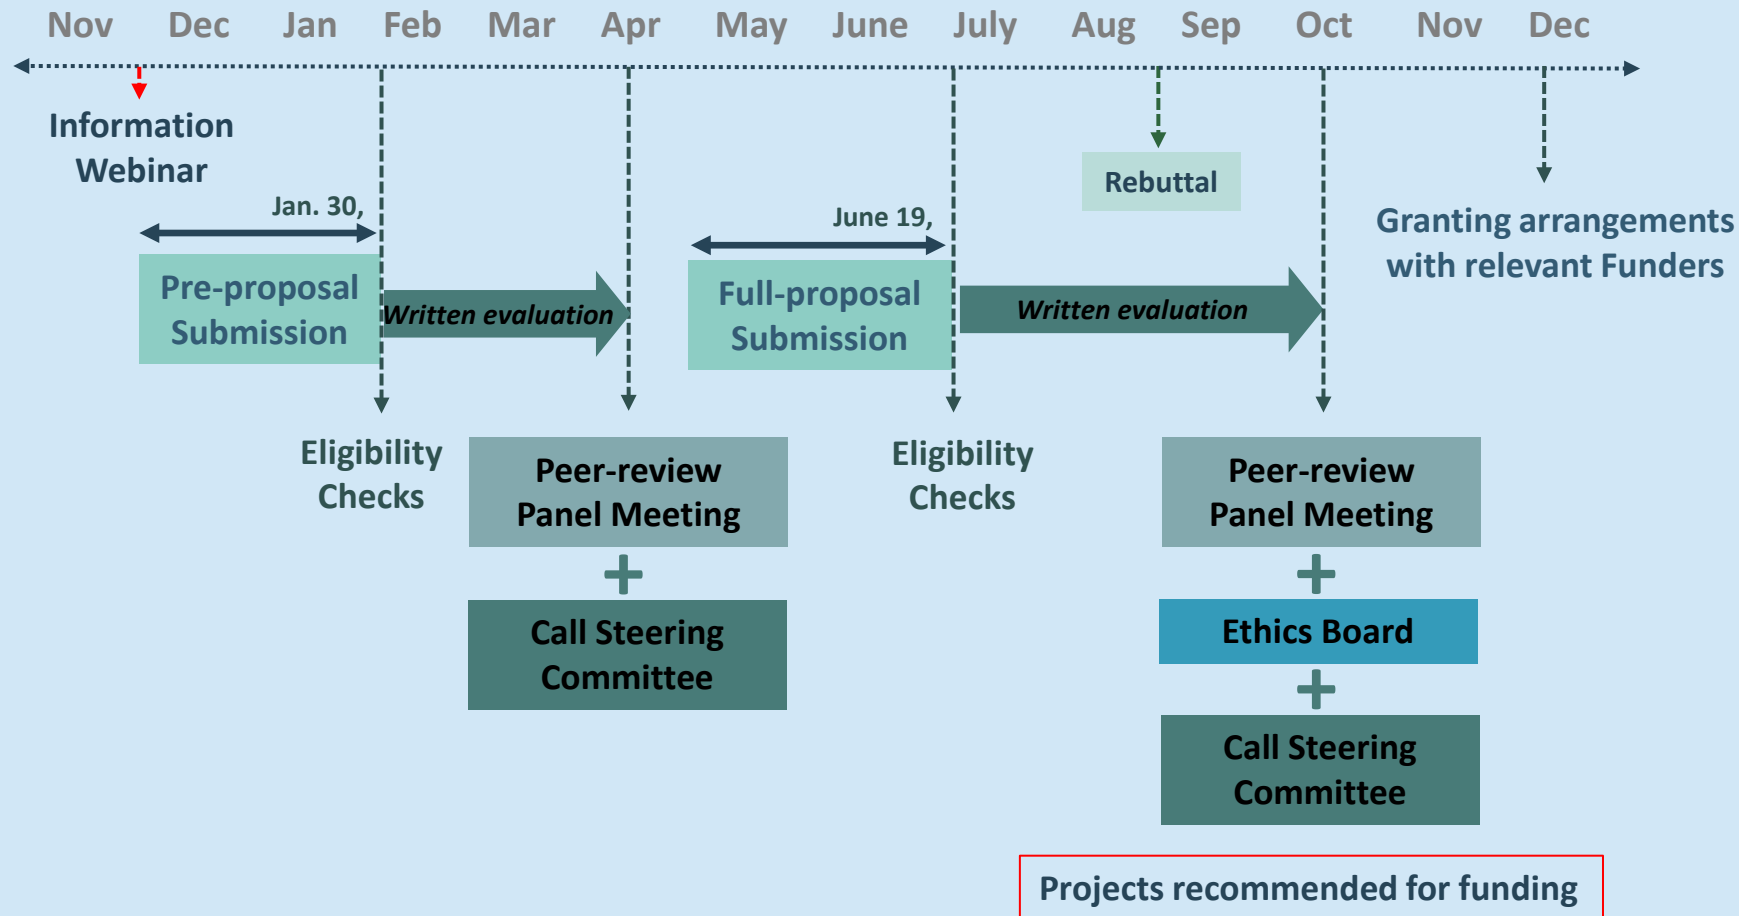 Nov Dec Jan Feb Mar Apr May June July Aug Sep Oct Nov Dec
Information
Webinar
Jan. 30,
Pre-proposal
Submission
Written evaluation
June 19,
Full-proposal
Submission
Written evaluation
Rebuttal
Granting arrangements
with relevant Funders
Eligibility
Checks
Peer-review
Panel Meeting
+
Call Steering
Committee
Eligibility
Checks
Peer-review
Panel Meeting
+
Ethics Board
+
Call Steering
Committee
Projects recommended for funding